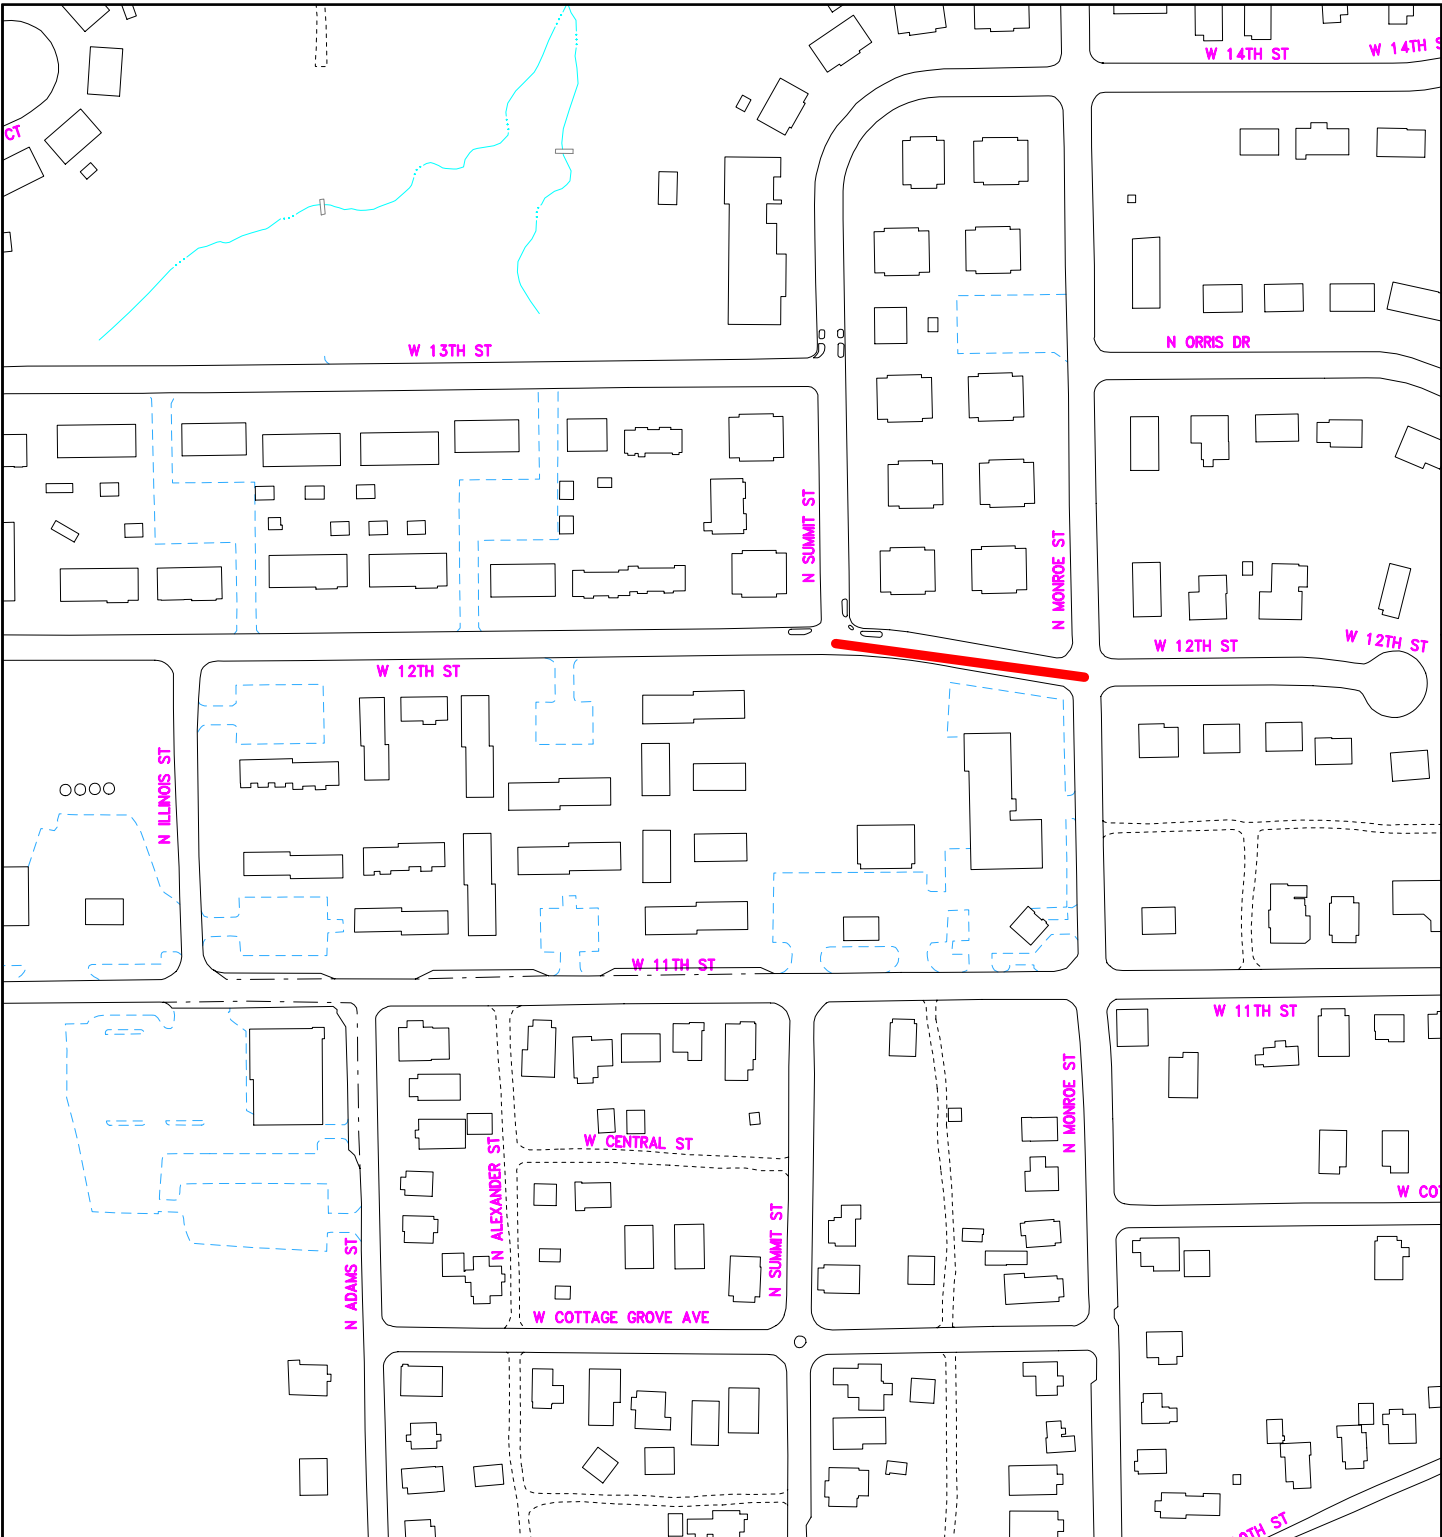 W 14TH ST
W 14TH S
CT
W 13TH ST
N ORRIS DR
N SUMMIT ST
N MONROE ST
W 12TH ST
W 12TH ST
W 12TH ST
N ILLINOIS ST
W 11TH ST
W 11TH ST
N MONROE ST
W CENTRAL ST
N ALEXANDER ST
W CO
N SUMMIT ST
N ADAMS ST
W COTTAGE GROVE AVE
0TH ST